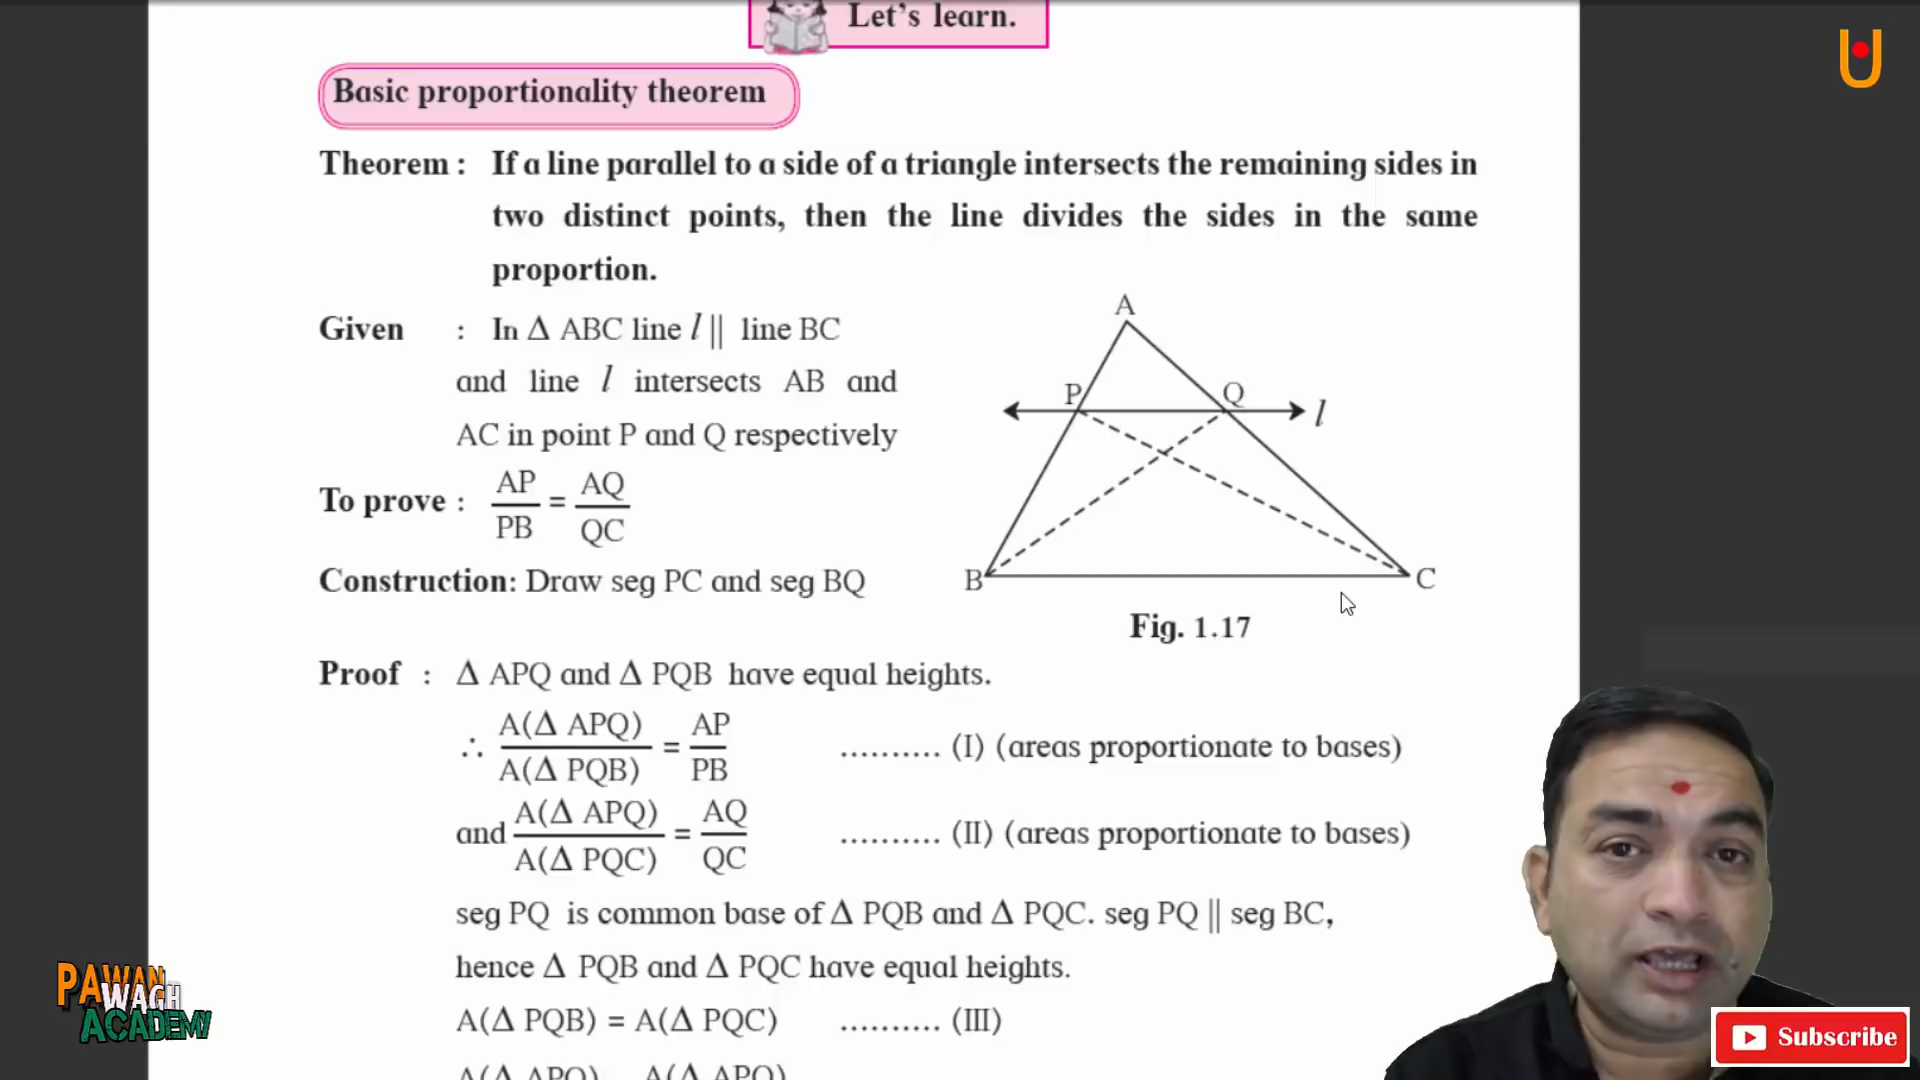 Let's learn.
Basic proportionality theorem
Theorem : If a line parallel to a side of a triangle intersects the remaining sides in
two distinct points, then the line divides the sides in the same
proportion.
Given : In Δ ABC line l || line BC
and line l intersects AB and
AC in point P and Q respectively
To prove : AP/PB = AQ/QC
Construction: Draw seg PC and seg BQ
A
P
Q
l
B
C
Fig. 1.17
Proof : Δ APQ and Δ PQB have equal heights.
∴ A(Δ APQ)/A(Δ PQB) = AP/PB .......... (I) (areas proportionate to bases)
and A(Δ APQ)/A(Δ PQC) = AQ/QC .......... (II) (areas proportionate to bases)
seg PQ is common base of Δ PQB and Δ PQC. seg PQ || seg BC,
hence Δ PQB and Δ PQC have equal heights.
A(Δ PQB) = A(Δ PQC) .......... (III)
A(Δ APQ) A(Δ APQ)
PAWAN
WAGH
ACADEMY
Subscribe